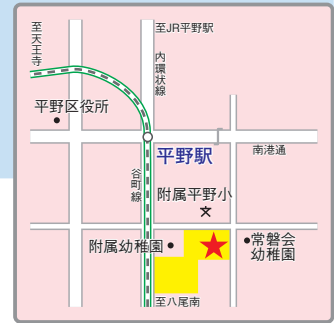 至天王寺
至JR平野駅
内環状線
平野区役所
平野駅
南港通
谷町線
附属平野小
文
附属幼稚園
常磐会
幼稚園
至八尾南